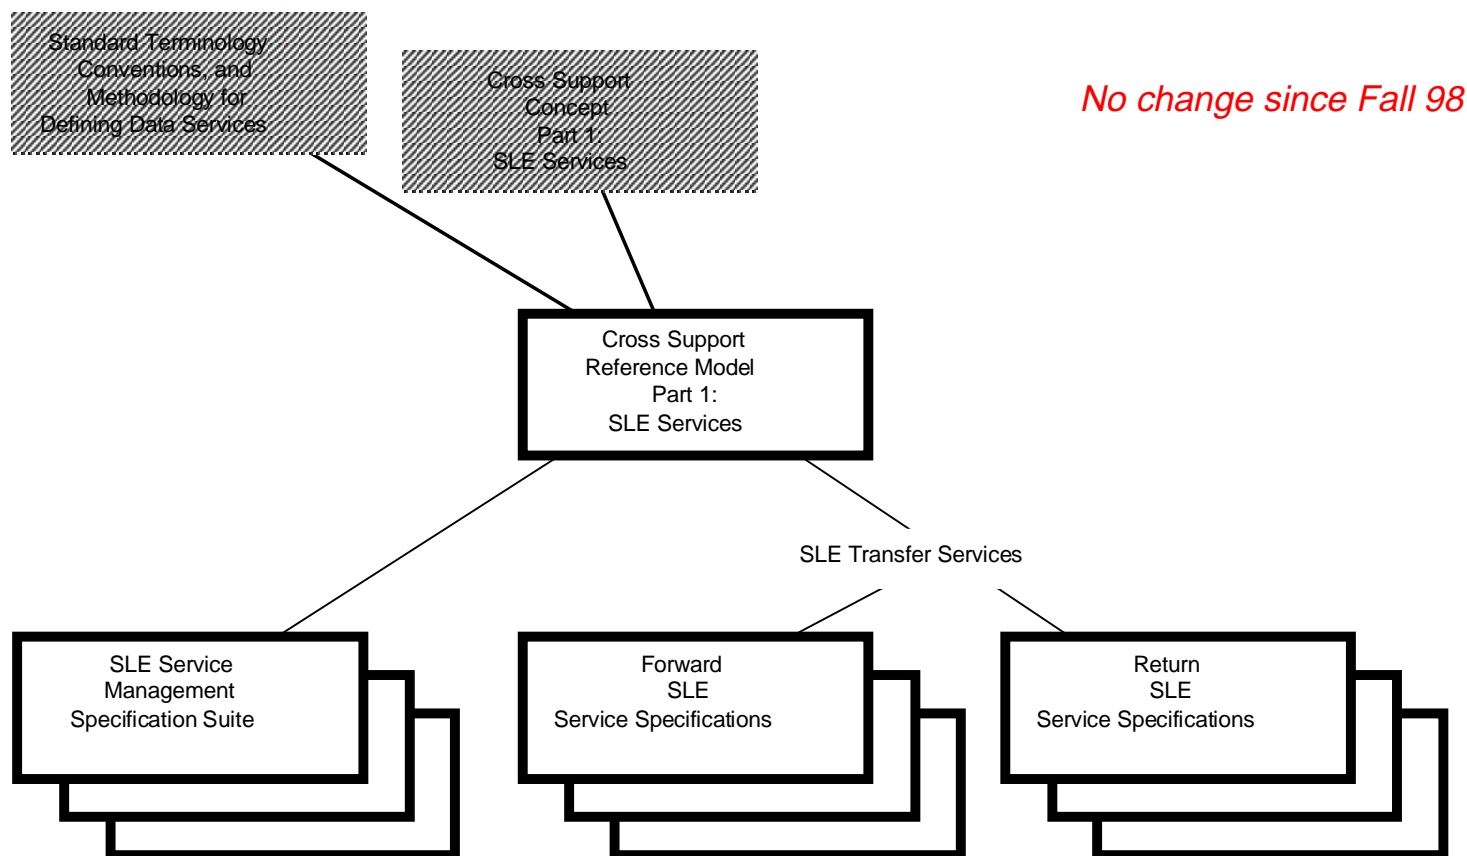 Standard Terminology
Conventions, and
Methodology for
Defining Data Services
Cross Support
Concept
Part 1:
SLE Services
No change since Fall 98
Cross Support
Reference Model
Part 1:
SLE Services
SLE Transfer Services
SLE Service
Management
Specification Suite
Forward
SLE
Service Specifications
Return
SLE
Service Specifications